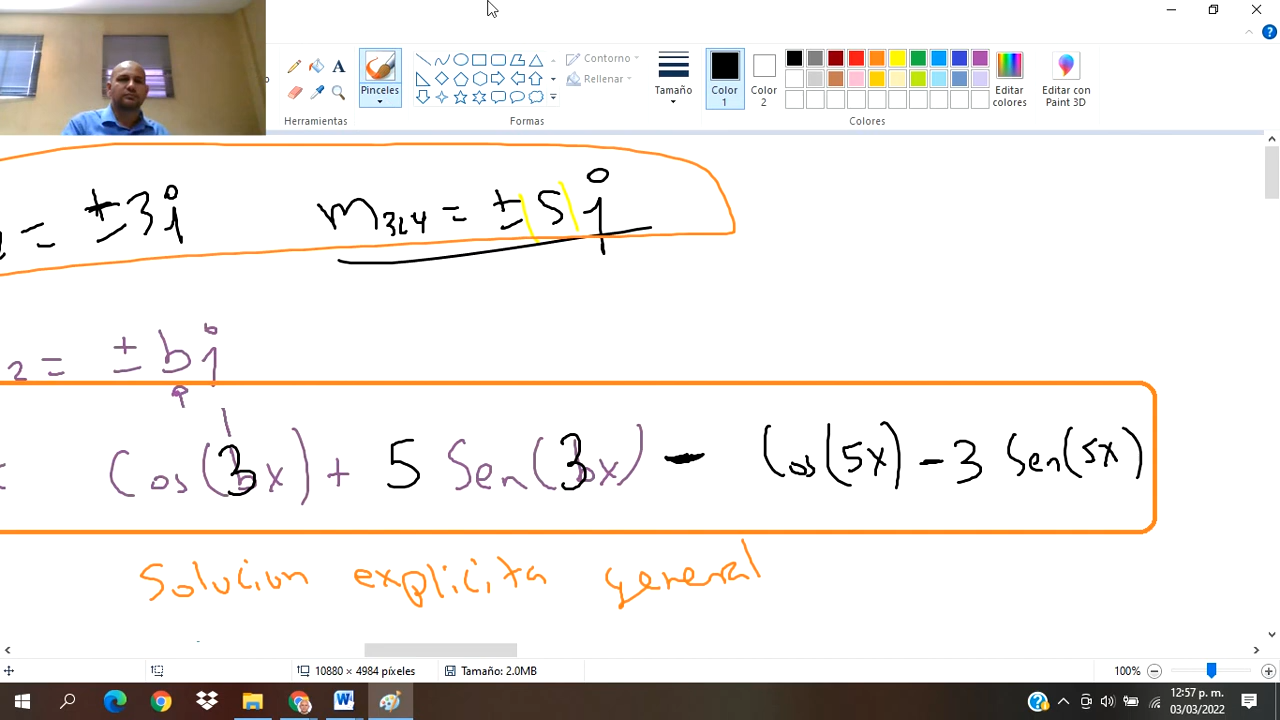 Pinceles
Contorno
Rellenar
Tamaño
Color
1
Color
2
Editar
colores
Editar con
Paint 3D
Herramientas
Formas
Colores
= ±3i
m3,4 = ±5i
2 = ±bi
Cos(3x) + 5 Sen(3x) - Cos(5x) - 3 Sen(5x)
Solucion explicita general
10880 × 4984 píxeles
Tamaño: 2.0MB
100%
12:57 p. m.
03/03/2022